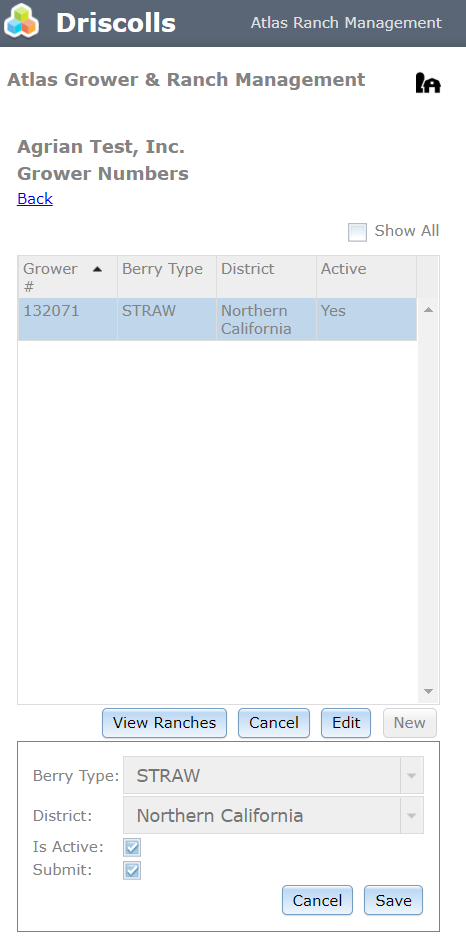 Driscolls
Atlas Ranch Management
Atlas Grower & Ranch Management
Agrian Test, Inc.
Grower Numbers
Back
Show All
Grower # Berry Type District Active
132071 STRAW Northern California Yes
View Ranches Cancel Edit New
Berry Type: STRAW
District: Northern California
Is Active:
Submit:
Cancel Save